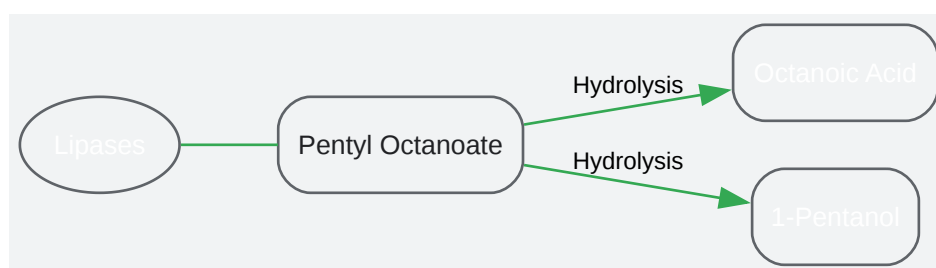 Lipases
Pentyl Octanoate
Hydrolysis
Octanoic Acid
Hydrolysis
1-Pentanol